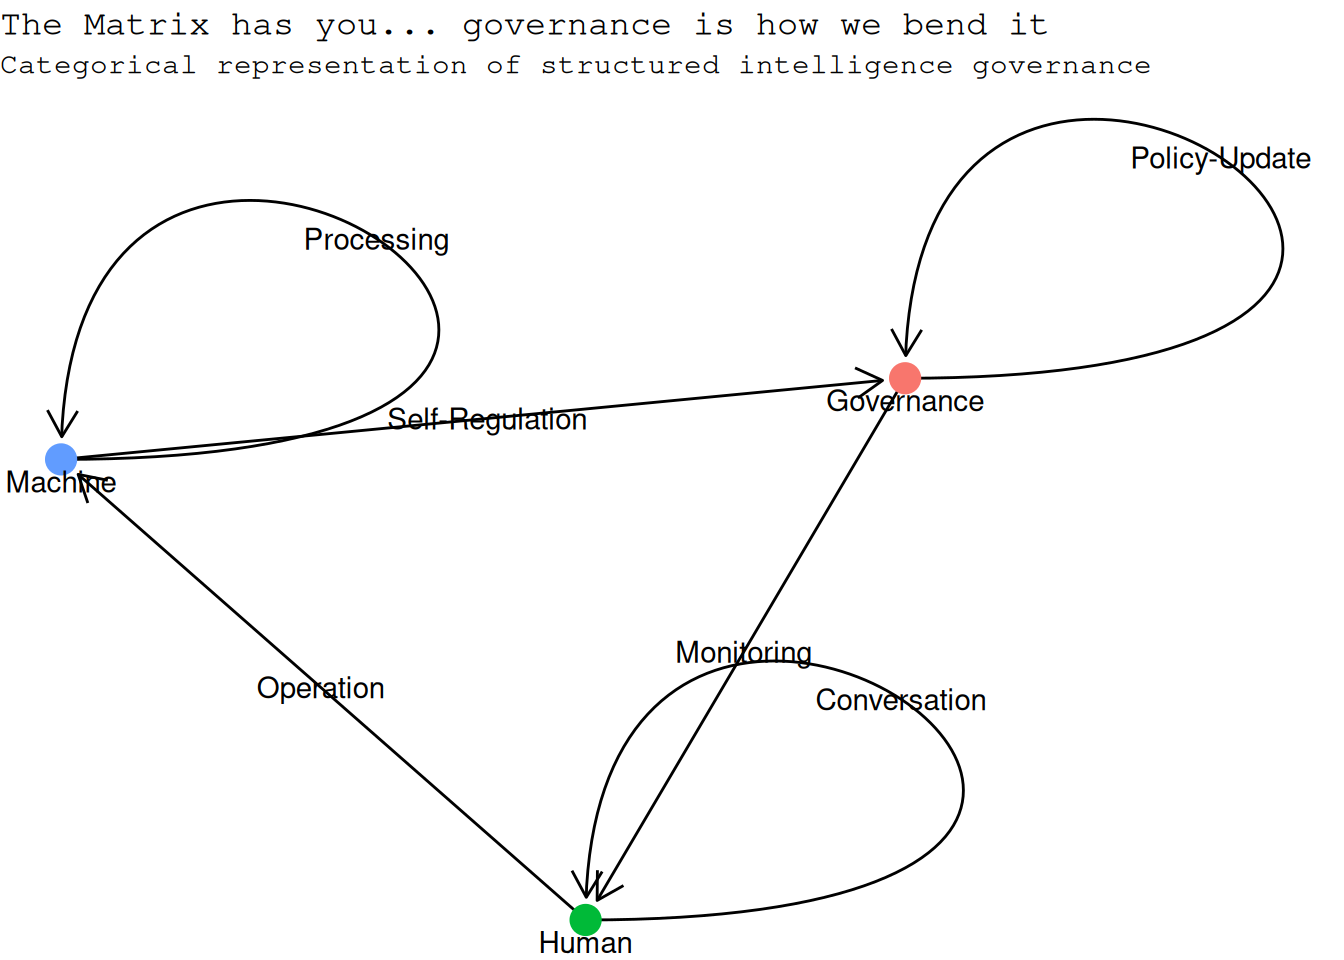 The Matrix has you... governance is how we bend it
Categorical representation of structured intelligence governance
Policy-Update
Processing
Governance
Self-Regulation
Machine
Monitoring
Operation
Conversation
Human